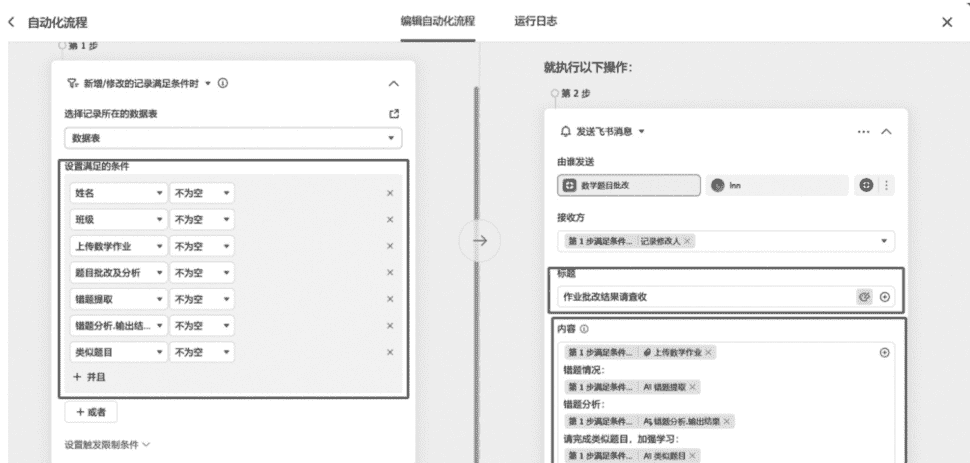 自动化流程
编辑自动化流程
运行日志
第 1 步
新增/修改的记录满足条件时
选择记录所在的数据表
数据表
设置满足的条件
姓名 不为空
班级 不为空
上传数学作业 不为空
题目批改及分析 不为空
错题提取 不为空
错题分析.输出结... 不为空
类似题目 不为空
+ 并且
+ 或者
设置触发限制条件
就执行以下操作：
第 2 步
发送飞书消息
由谁发送
数学题目批改 lnn
接收方
第 1 步满足条件... 记录修改人
标题
作业批改结果请查收
内容
第 1 步满足条件... 上传数学作业
错题情况：
第 1 步满足条件... AI 错题提取
错题分析：
第 1 步满足条件... 错题分析.输出结果
请完成类似题目，加强学习：
第 1 步满足条件... AI 类似题目